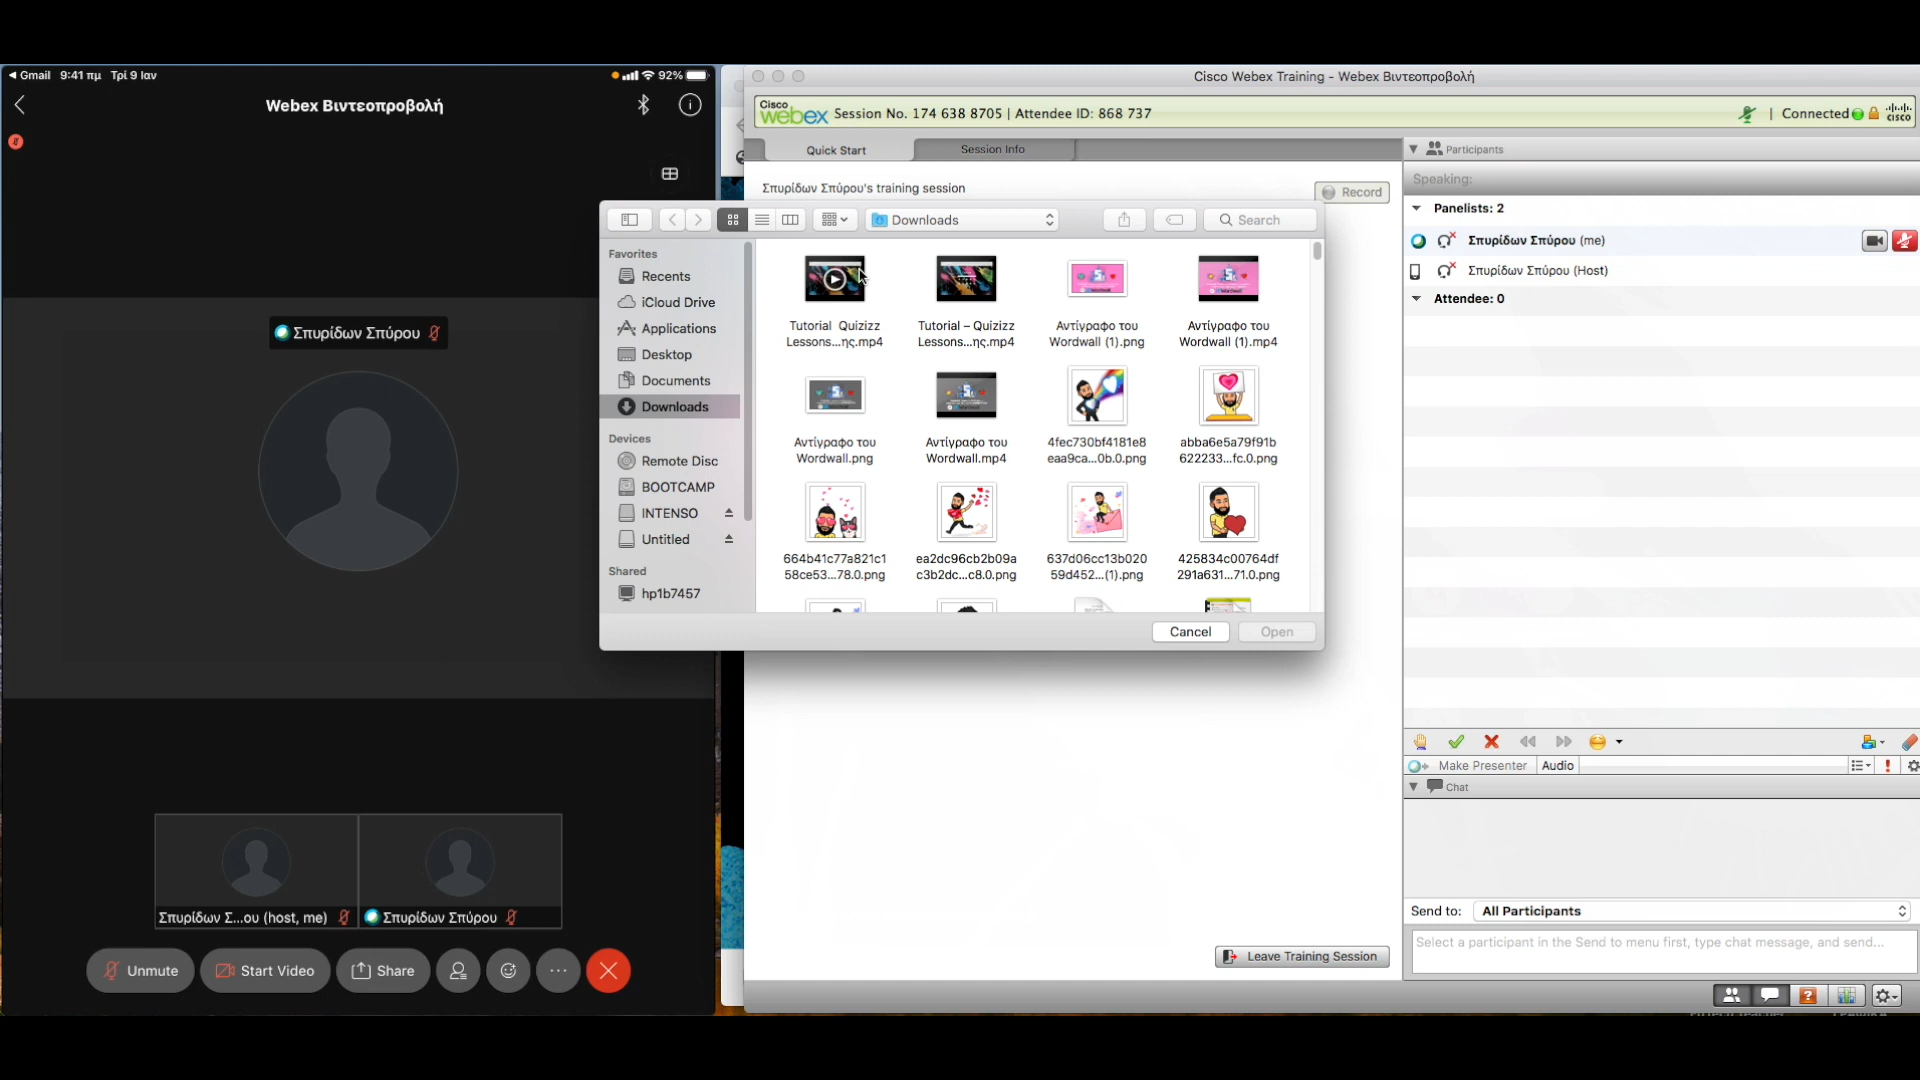 Gmail 9:41 πμ Τρί 9 Ιαν
92%
Webex Βιντεοπροβολή
Σπυρίδων Σπύρου
Σπυρίδων Σ...ου (host, me)
Σπυρίδων Σπύρου
Unmute
Start Video
Share
Cisco Webex Training - Webex Βιντεοπροβολή
Cisco webex Session No. 174 638 8705 | Attendee ID: 868 737
| Connected
CISCO
Quick Start
Session Info
Σπυρίδων Σπύρου's training session
Record
Downloads
Search
Favorites
Recents
iCloud Drive
Applications
Desktop
Documents
Downloads
Devices
Remote Disc
BOOTCAMP
INTENSO
Untitled
Shared
hp1b7457
Tutorial Quizizz
Lessons...ης.mp4
Tutorial – Quizizz
Lessons...ης.mp4
Αντίγραφο του
Wordwall (1).png
Αντίγραφο του
Wordwall (1).mp4
Αντίγραφο του
Wordwall.png
Αντίγραφο του
Wordwall.mp4
4fec730bf4181e8
eaa9ca...0b.0.png
abba6e5a79f91b
622233...fc.0.png
664b41c77a821c1
58ce53...78.0.png
ea2dc96cb2b09a
c3b2dc...c8.0.png
637d06cc13b020
59d452...(1).png
425834c00764df
291a631...71.0.png
Cancel
Open
Leave Training Session
Participants
Speaking:
Panelists: 2
Σπυρίδων Σπύρου (me)
Σπυρίδων Σπύρου (Host)
Attendee: 0
Make Presenter
Audio
Chat
Send to:
All Participants
Select a participant in the Send to menu first, type chat message, and send...